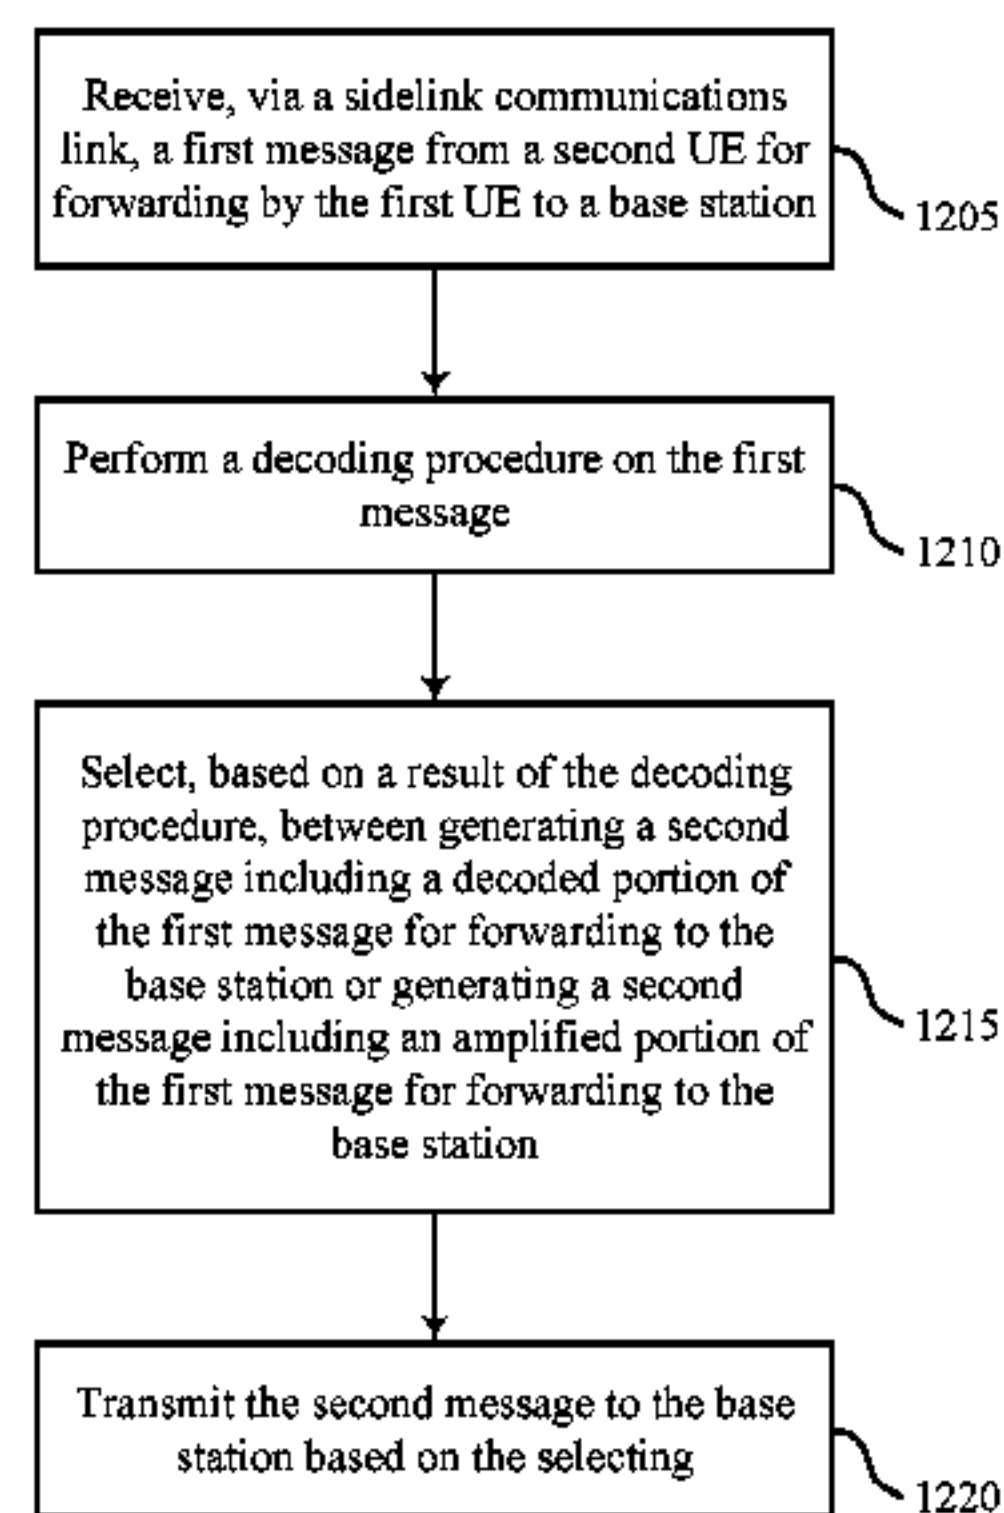 Receive, via a sidelink communications
link, a first message from a second UE for
forwarding by the first UE to a base station
1205
Perform a decoding procedure on the first
message
1210
Select, based on a result of the decoding
procedure, between generating a second
message including a decoded portion of
the first message for forwarding to the
base station or generating a second
message including an amplified portion of
the first message for forwarding to the
base station
1215
Transmit the second message to the base
station based on the selecting
1220